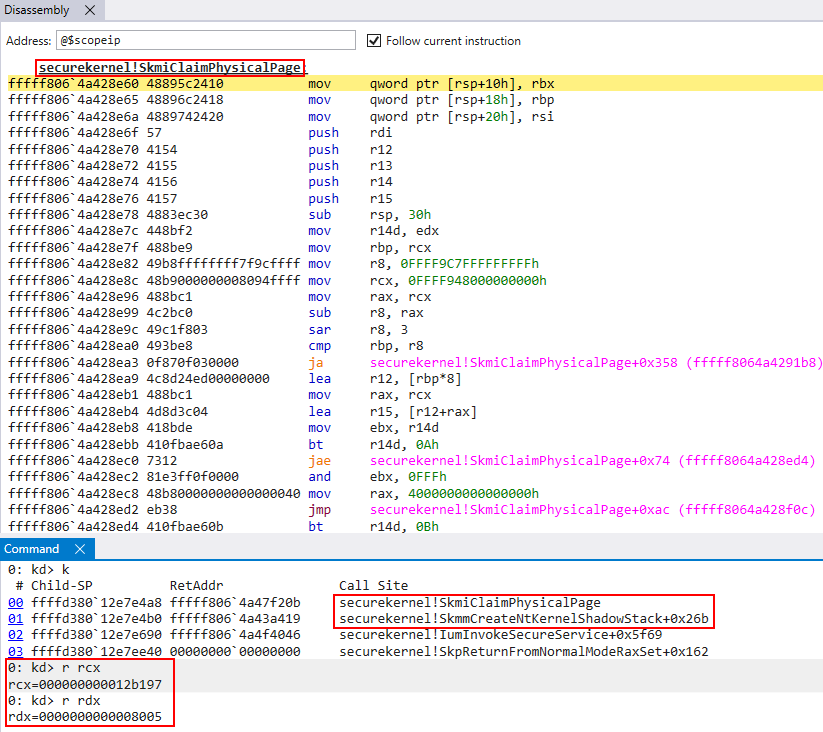 Disassembly
Address: @$scopeip Follow current instruction
securekernel!SkmiClaimPhysicalPage:
fffff806`4a428e60 48895c2410 mov qword ptr [rsp+10h], rbx
fffff806`4a428e65 48896c2418 mov qword ptr [rsp+18h], rbp
fffff806`4a428e6a 4889742420 mov qword ptr [rsp+20h], rsi
fffff806`4a428e6f 57 push rdi
fffff806`4a428e70 4154 push r12
fffff806`4a428e72 4155 push r13
fffff806`4a428e74 4156 push r14
fffff806`4a428e76 4157 push r15
fffff806`4a428e78 4883ec30 sub rsp, 30h
fffff806`4a428e7c 448bf2 mov r14d, edx
fffff806`4a428e7f 488be9 mov rbp, rcx
fffff806`4a428e82 49b8ffffffff7f9cffff mov r8, 0FFFF9C7FFFFFFFFFh
fffff806`4a428e8c 48b9000000008094ffff mov rcx, 0FFFF948000000000h
fffff806`4a428e96 488bc1 mov rax, rcx
fffff806`4a428e99 4c2bc0 sub r8, rax
fffff806`4a428e9c 49c1f803 sar r8, 3
fffff806`4a428ea0 493be8 cmp rbp, r8
fffff806`4a428ea3 0f870f030000 ja securekernel!SkmiClaimPhysicalPage+0x358 (fffff8064a4291b8)
fffff806`4a428ea9 4c8d24ed00000000 lea r12, [rbp*8]
fffff806`4a428eb1 488bc1 mov rax, rcx
fffff806`4a428eb4 4d8d3c04 lea r15, [r12+rax]
fffff806`4a428eb8 418bde mov ebx, r14d
fffff806`4a428ebb 410fbae60a bt r14d, 0Ah
fffff806`4a428ec0 7312 jae securekernel!SkmiClaimPhysicalPage+0x74 (fffff8064a428ed4)
fffff806`4a428ec2 81e3ff0f0000 and ebx, 0FFFh
fffff806`4a428ec8 48b80000000000000040 mov rax, 4000000000000000h
fffff806`4a428ed2 eb38 jmp securekernel!SkmiClaimPhysicalPage+0xac (fffff8064a428f0c)
fffff806`4a428ed4 410fbae60b bt r14d, 0Bh
Command
0: kd> k
# Child-SP RetAddr Call Site
00 ffffd380`12e7e4a8 fffff806`4a47f20b securekernel!SkmiClaimPhysicalPage
01 ffffd380`12e7e4b0 fffff806`4a43a419 securekernel!SkmmCreateNtKernelShadowStack+0x26b
02 ffffd380`12e7e690 fffff806`4a4f4046 securekernel!IumInvokeSecureService+0x5f69
03 ffffd380`12e7ee40 00000000`00000000 securekernel!SkpReturnFromNormalModeRaxSet+0x162
0: kd> r rcx
rcx=000000000012b197
0: kd> r rdx
rdx=0000000000008005